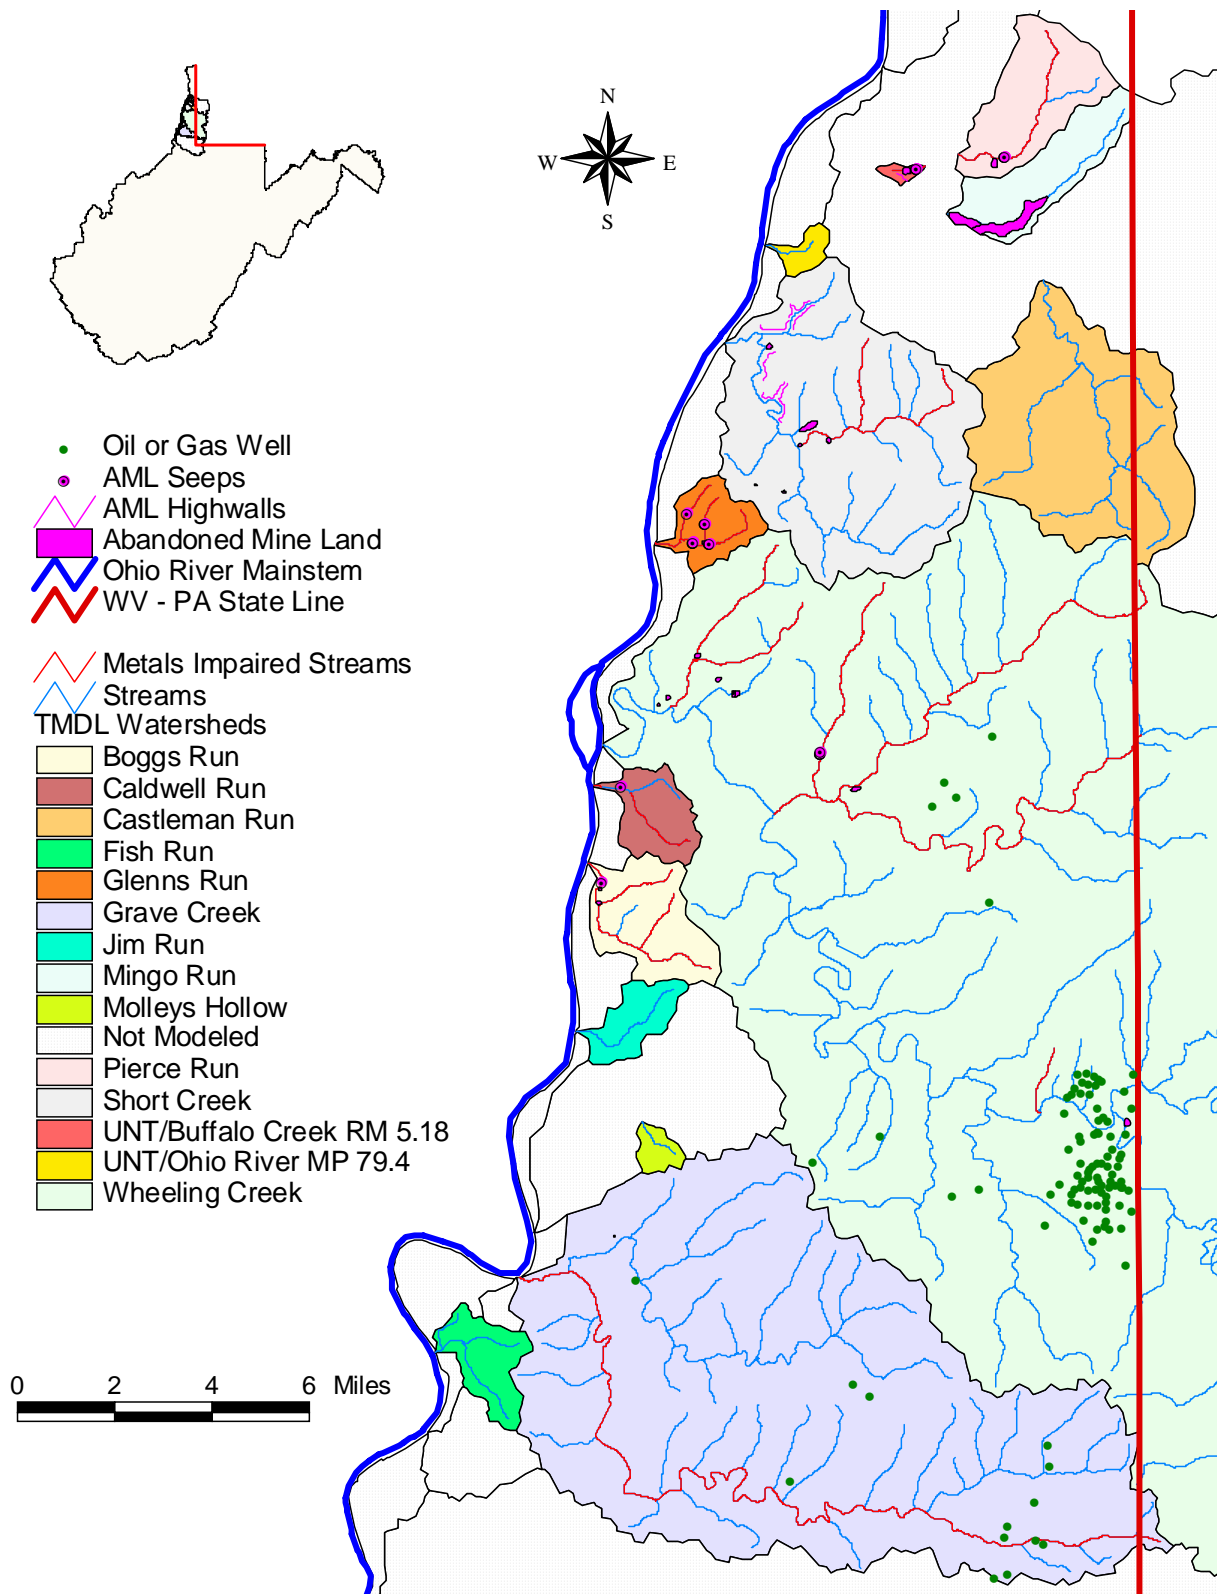 N
W
E
S
Oil or Gas Well
AML Seeps
AML Highwalls
Abandoned Mine Land
Ohio River Mainstem
WV - PA State Line
Metals Impaired Streams
Streams
TMDL Watersheds
Boggs Run
Caldwell Run
Castleman Run
Fish Run
Glenns Run
Grave Creek
Jim Run
Mingo Run
Molleys Hollow
Not Modeled
Pierce Run
Short Creek
UNT/Buffalo Creek RM 5.18
UNT/Ohio River MP 79.4
Wheeling Creek
0 2 4 6 Miles